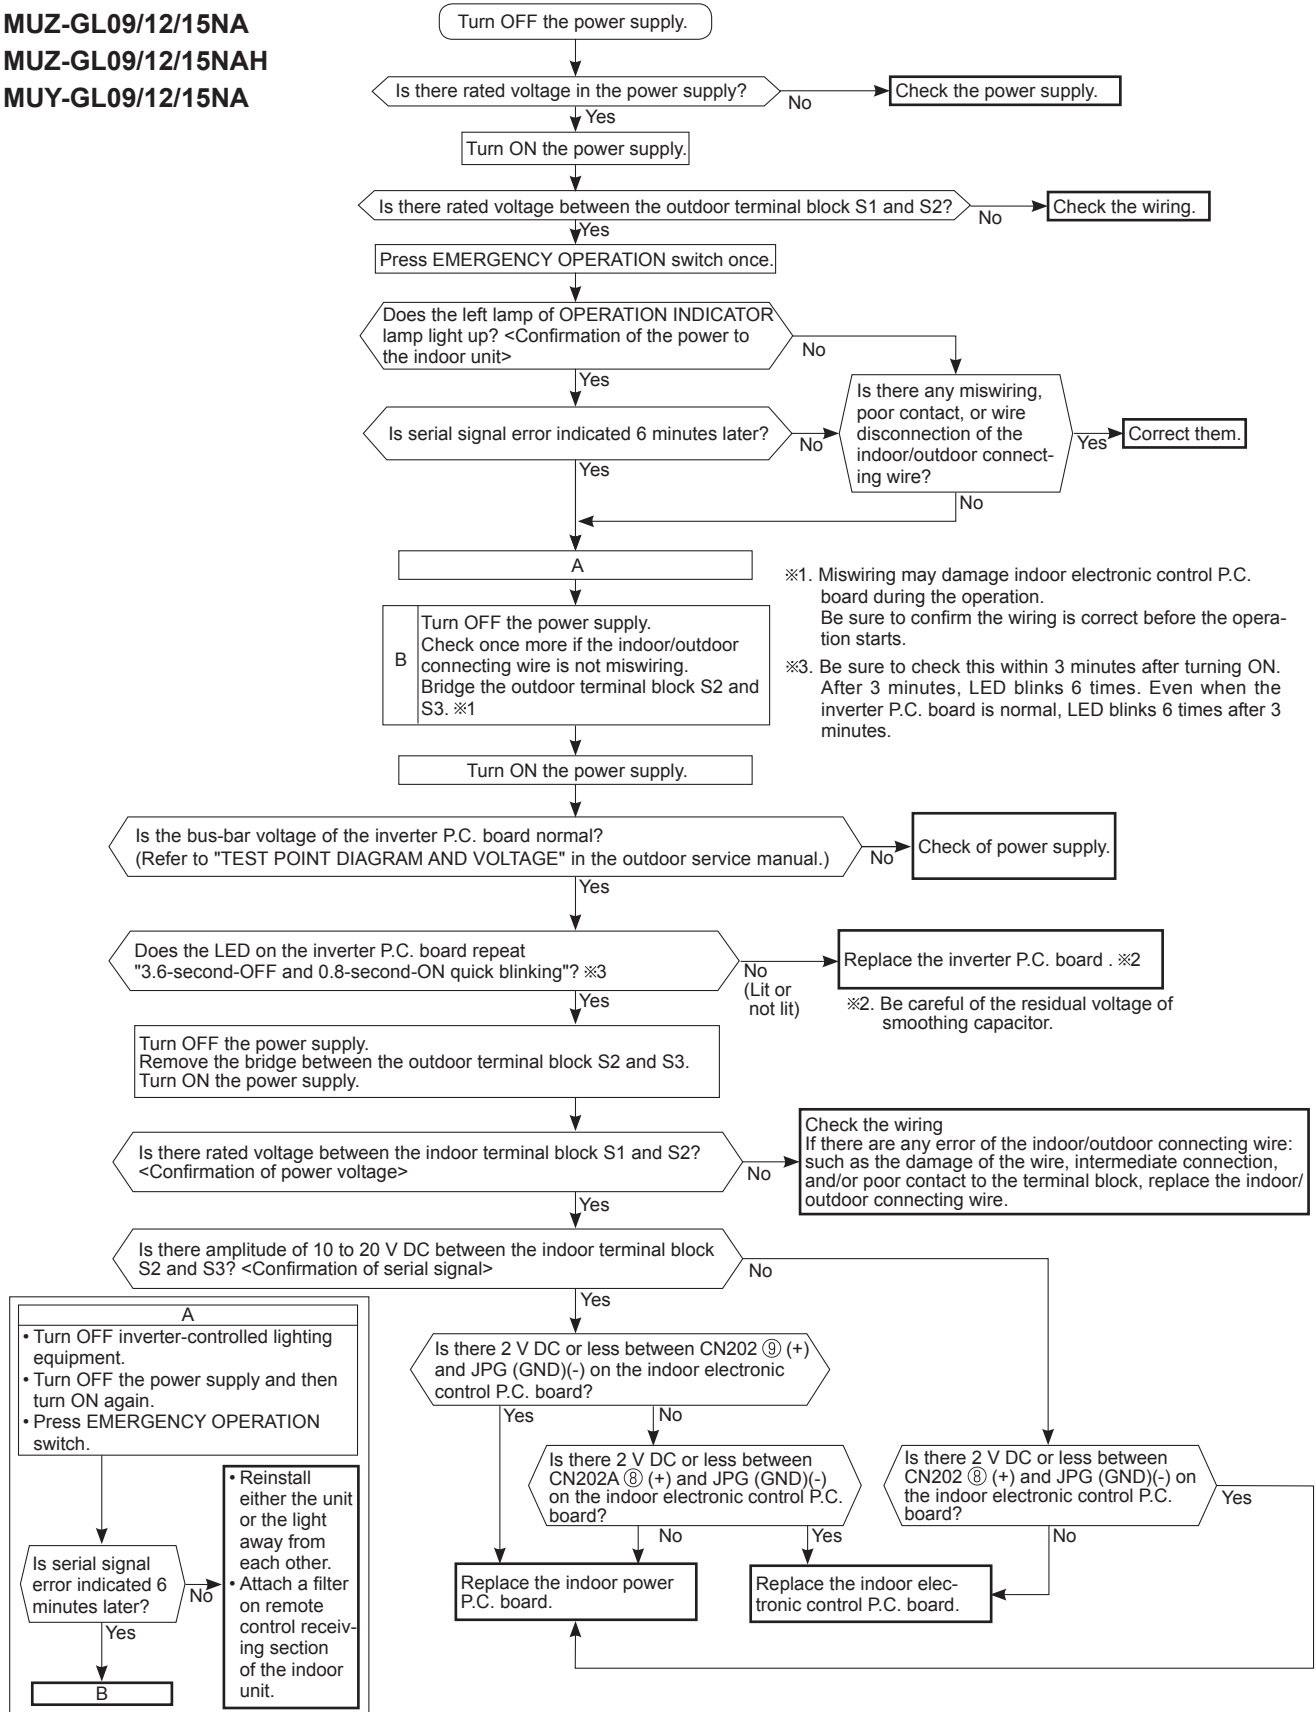 MUZ-GL09/12/15NA
MUZ-GL09/12/15NAH
MUY-GL09/12/15NA
Turn OFF the power supply.
Is there rated voltage in the power supply?
No
Check the power supply.
Yes
Turn ON the power supply.
Is there rated voltage between the outdoor terminal block S1 and S2?
No
Check the wiring.
Yes
Press EMERGENCY OPERATION switch once.
Does the left lamp of OPERATION INDICATOR
lamp light up? <Confirmation of the power to
the indoor unit>
No
Yes
Is there any miswiring,
poor contact, or wire
disconnection of the
indoor/outdoor connect-
ing wire?
Yes
Correct them.
No
Is serial signal error indicated 6 minutes later?
No
Yes
A
B
Turn OFF the power supply.
Check once more if the indoor/outdoor
connecting wire is not miswiring.
Bridge the outdoor terminal block S2 and
S3. ※1
※1. Miswiring may damage indoor electronic control P.C.
board during the operation.
Be sure to confirm the wiring is correct before the opera-
tion starts.
※3. Be sure to check this within 3 minutes after turning ON.
After 3 minutes, LED blinks 6 times. Even when the
inverter P.C. board is normal, LED blinks 6 times after 3
minutes.
Turn ON the power supply.
Is the bus-bar voltage of the inverter P.C. board normal?
(Refer to "TEST POINT DIAGRAM AND VOLTAGE" in the outdoor service manual.)
No
Check of power supply.
Yes
Does the LED on the inverter P.C. board repeat
"3.6-second-OFF and 0.8-second-ON quick blinking"? ※3
No
(Lit or
not lit)
Replace the inverter P.C. board . ※2
※2. Be careful of the residual voltage of
smoothing capacitor.
Yes
Turn OFF the power supply.
Remove the bridge between the outdoor terminal block S2 and S3.
Turn ON the power supply.
Is there rated voltage between the indoor terminal block S1 and S2?
<Confirmation of power voltage>
No
Check the wiring
If there are any error of the indoor/outdoor connecting wire:
such as the damage of the wire, intermediate connection,
and/or poor contact to the terminal block, replace the indoor/
outdoor connecting wire.
Yes
Is there amplitude of 10 to 20 V DC between the indoor terminal block
S2 and S3? <Confirmation of serial signal>
No
Yes
Is there 2 V DC or less between CN202 ⑨ (+)
and JPG (GND)(-) on the indoor electronic
control P.C. board?
Yes
No
Is there 2 V DC or less between
CN202A ⑧ (+) and JPG (GND)(-)
on the indoor electronic control P.C.
board?
No
Yes
Is there 2 V DC or less between
CN202 ⑧ (+) and JPG (GND)(-) on
the indoor electronic control P.C.
board?
Yes
No
Replace the indoor power
P.C. board.
Replace the indoor elec-
tronic control P.C. board.
A
• Turn OFF inverter-controlled lighting
equipment.
• Turn OFF the power supply and then
turn ON again.
• Press EMERGENCY OPERATION
switch.
Is serial signal
error indicated 6
minutes later?
No
• Reinstall
either the unit
or the light
away from
each other.
• Attach a filter
on remote
control receiv-
ing section
of the indoor
unit.
Yes
B